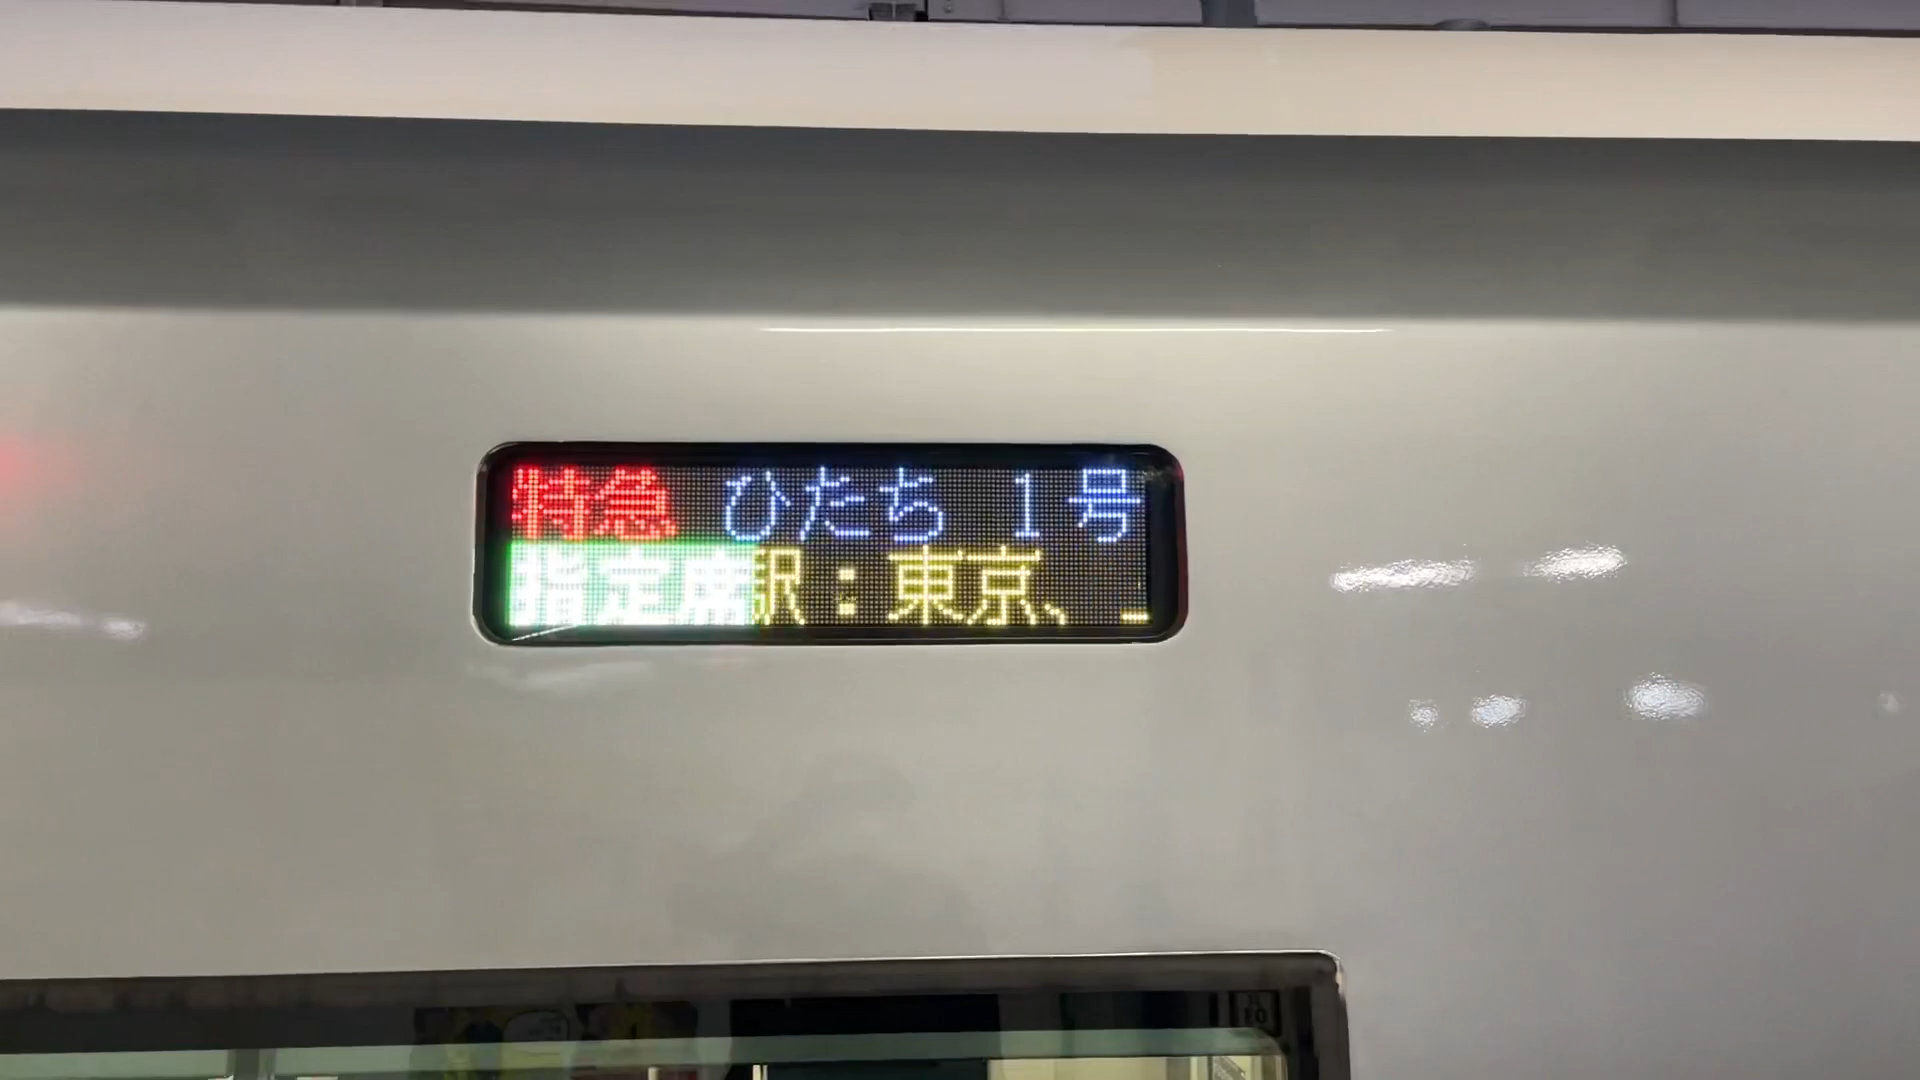 特急 ひたち 1号
指定席駅：東京、